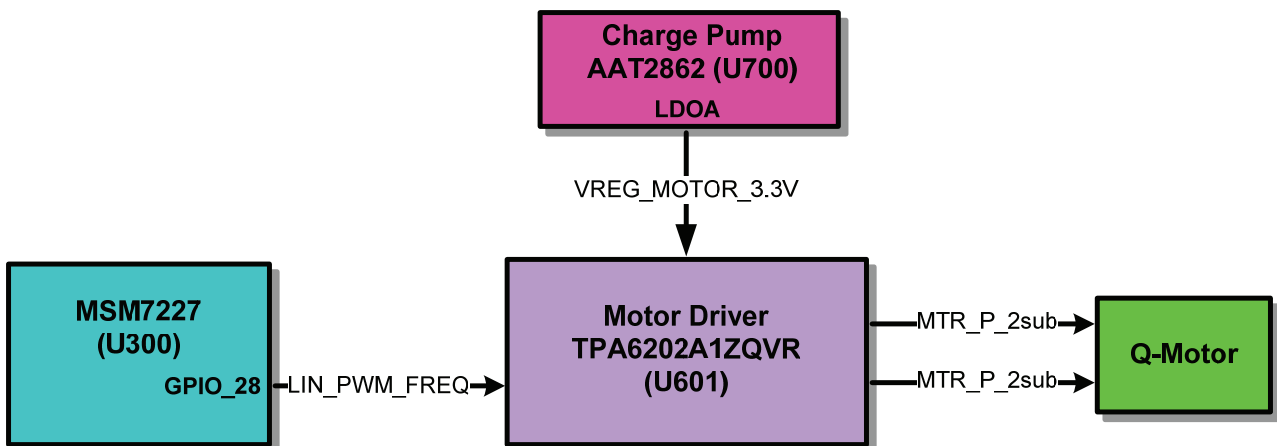 Charge Pump
AAT2862 (U700)
LDOA
VREG_MOTOR_3.3V
MSM7227
(U300)
GPIO_28
LIN_PWM_FREQ
Motor Driver
TPA6202A1ZQVR
(U601)
MTR_P_2sub
MTR_P_2sub
Q-Motor